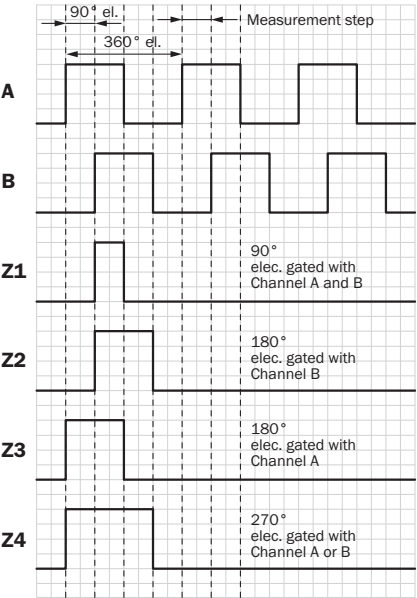 90° el.
Measurement step
360° el.
A
B
Z1
90°
elec. gated with
Channel A and B
Z2
180°
elec. gated with
Channel B
Z3
180°
elec. gated with
Channel A
Z4
270°
elec. gated with
Channel A or B